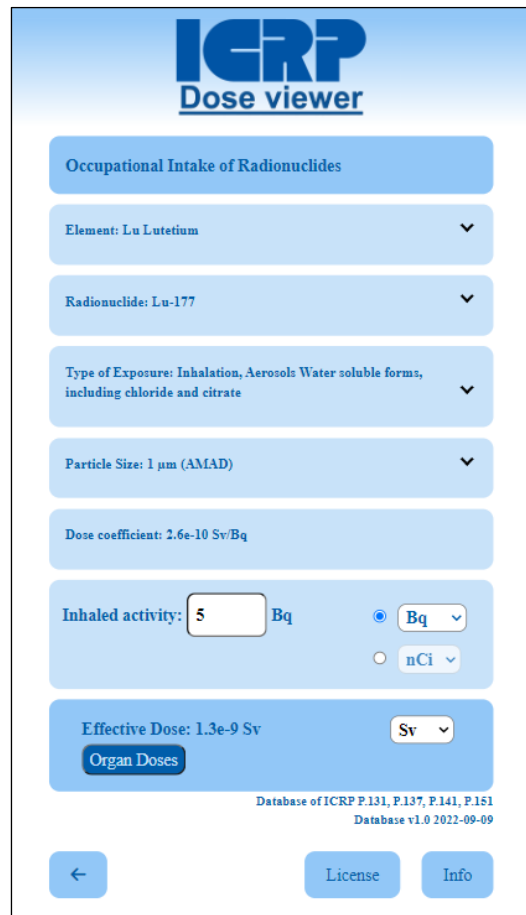 ICRP
Dose viewer
Occupational Intake of Radionuclides
Element: Lu Lutetium
Radionuclide: Lu-177
Type of Exposure: Inhalation, Aerosols Water soluble forms,
including chloride and citrate
Particle Size: 1 μm (AMAD)
Dose coefficient: 2.6e-10 Sv/Bq
Inhaled activity: 5 Bq Bq
nCi
Effective Dose: 1.3e-9 Sv Sv
Organ Doses
Database of ICRP P.131, P.137, P.141, P.151
Database v1.0 2022-09-09
License Info